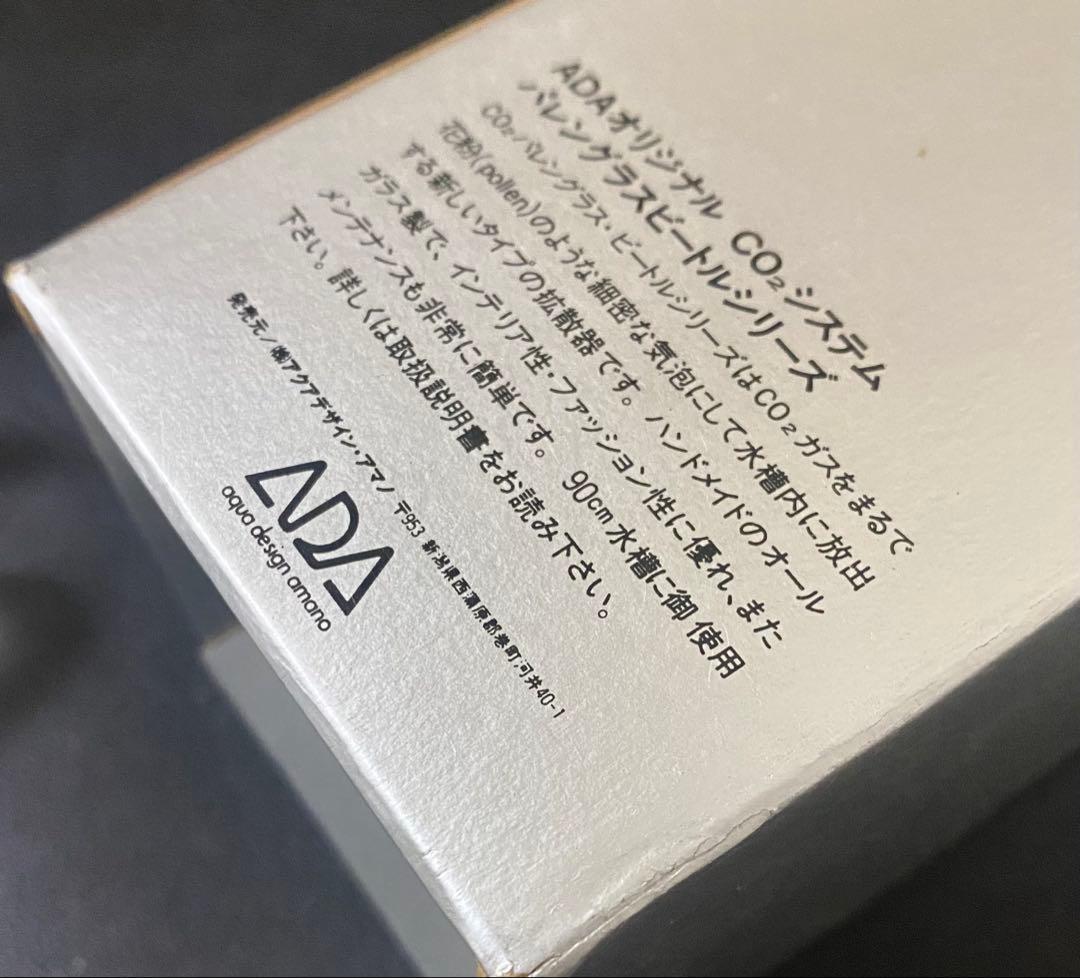 ADAオリジナル CO₂システム
パレングラスビートルシリーズ
CO₂パレングラス・ビートルシリーズはCO₂ガスをまるで
花粉(pollen)のような細密な気泡にして水槽内に放出
する新しいタイプの拡散器です。ハンドメイドのオール
ガラス製で、インテリア性・ファッション性に優れ、また
メンテナンスも非常に簡単です。90cm水槽に御使用
下さい。詳しくは取扱説明書をお読み下さい。
発売元/㈱アクアデザイン・アマノ 〒953 新潟県西蒲原郡巻町河井40-1
ADA
aqua design amano